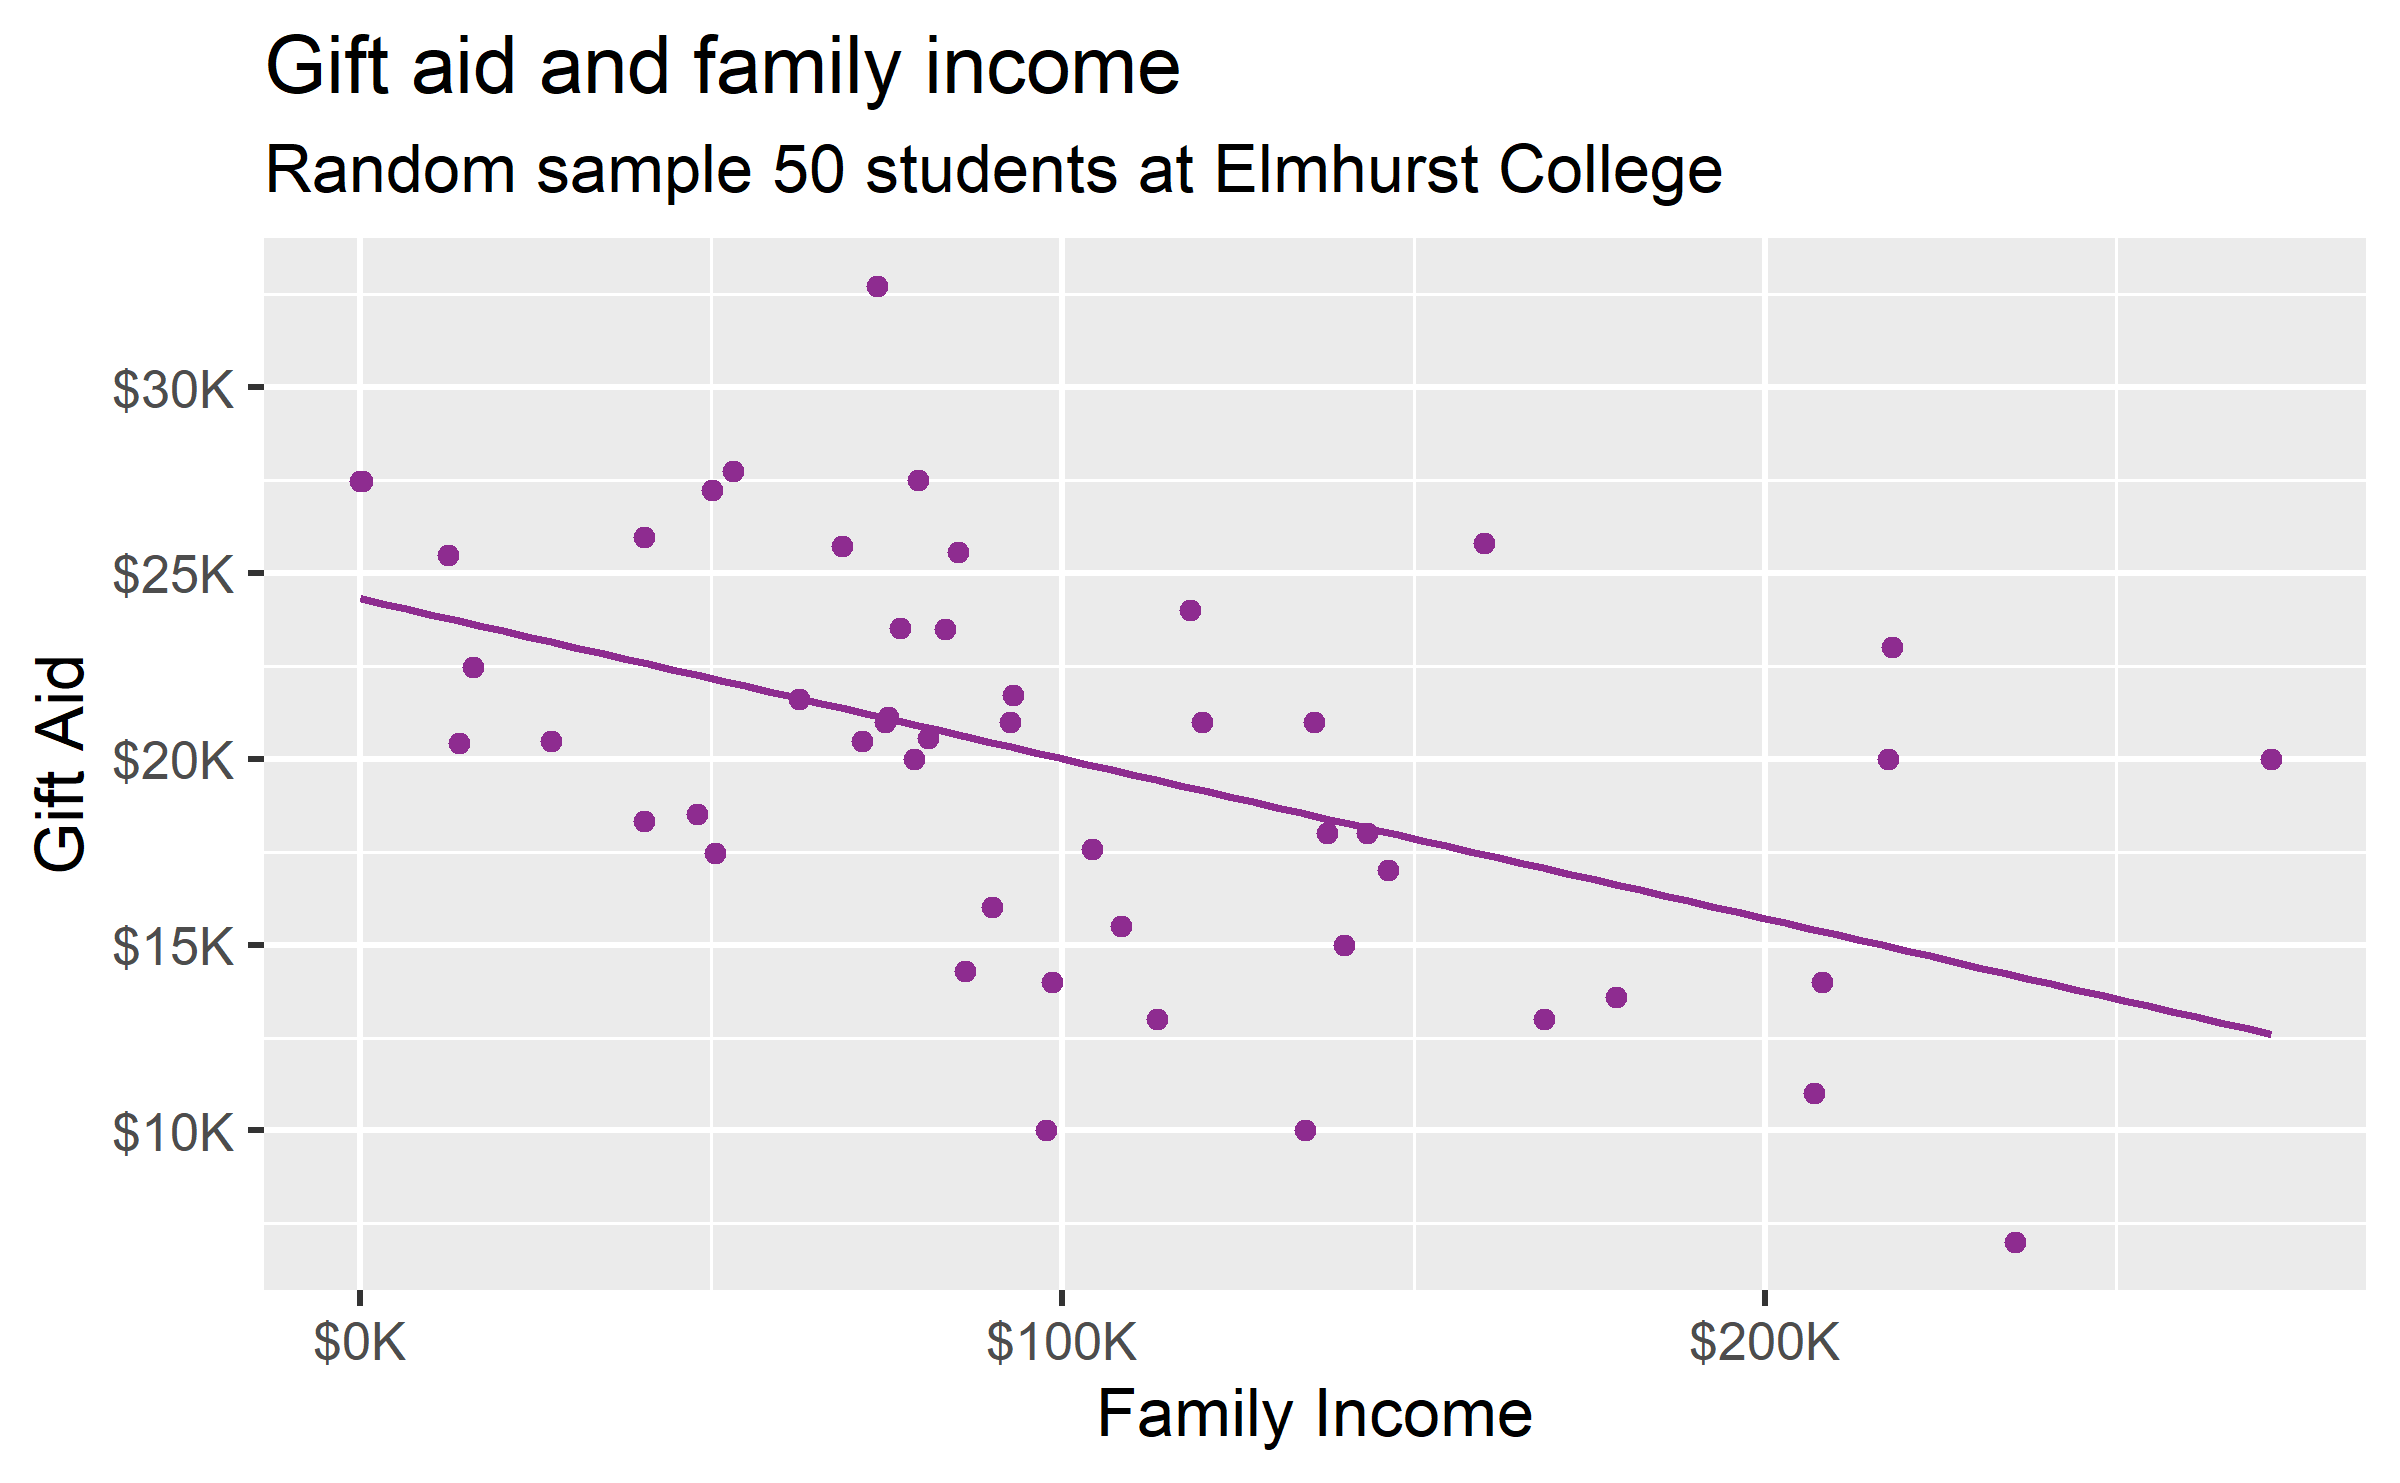 Gift aid and family income
Random sample 50 students at Elmhurst College
Gift Aid
$30K
$25K
$20K
$15K
$10K
$0K $100K $200K
Family Income